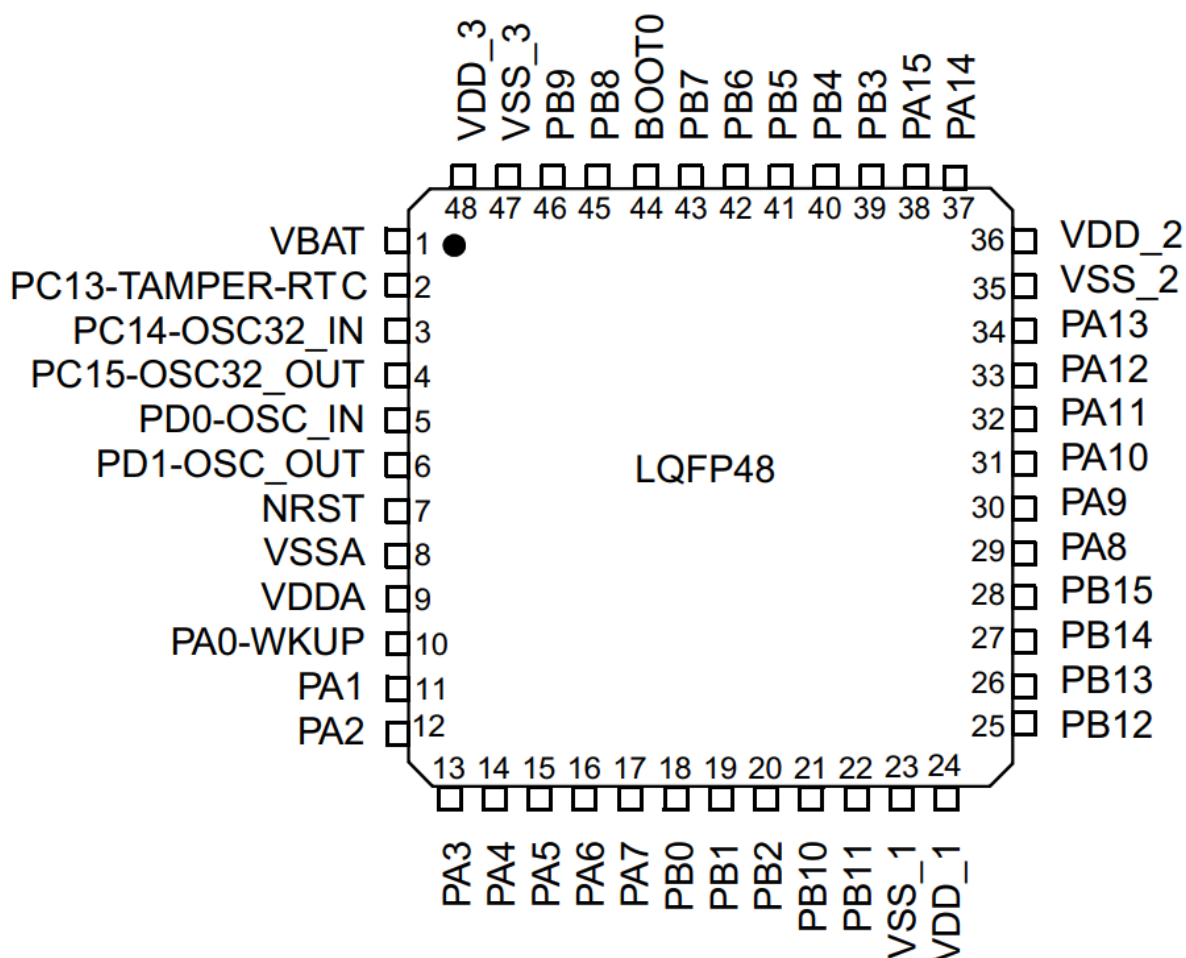 VDD_3
VSS_3
PB9
PB8
BOOT0
PB7
PB6
PB5
PB4
PB3
PA15
PA14
48 47 46 45 44 43 42 41 40 39 38 37
VBAT 1 36 VDD_2
PC13-TAMPER-RTC 2 35 VSS_2
PC14-OSC32_IN 3 34 PA13
PC15-OSC32_OUT 4 33 PA12
PD0-OSC_IN 5 32 PA11
PD1-OSC_OUT 6 LQFP48 31 PA10
NRST 7 30 PA9
VSSA 8 29 PA8
VDDA 9 28 PB15
PA0-WKUP 10 27 PB14
PA1 11 26 PB13
PA2 12 25 PB12
13 14 15 16 17 18 19 20 21 22 23 24
PA3
PA4
PA5
PA6
PA7
PB0
PB1
PB2
PB10
PB11
VSS_1
VDD_1